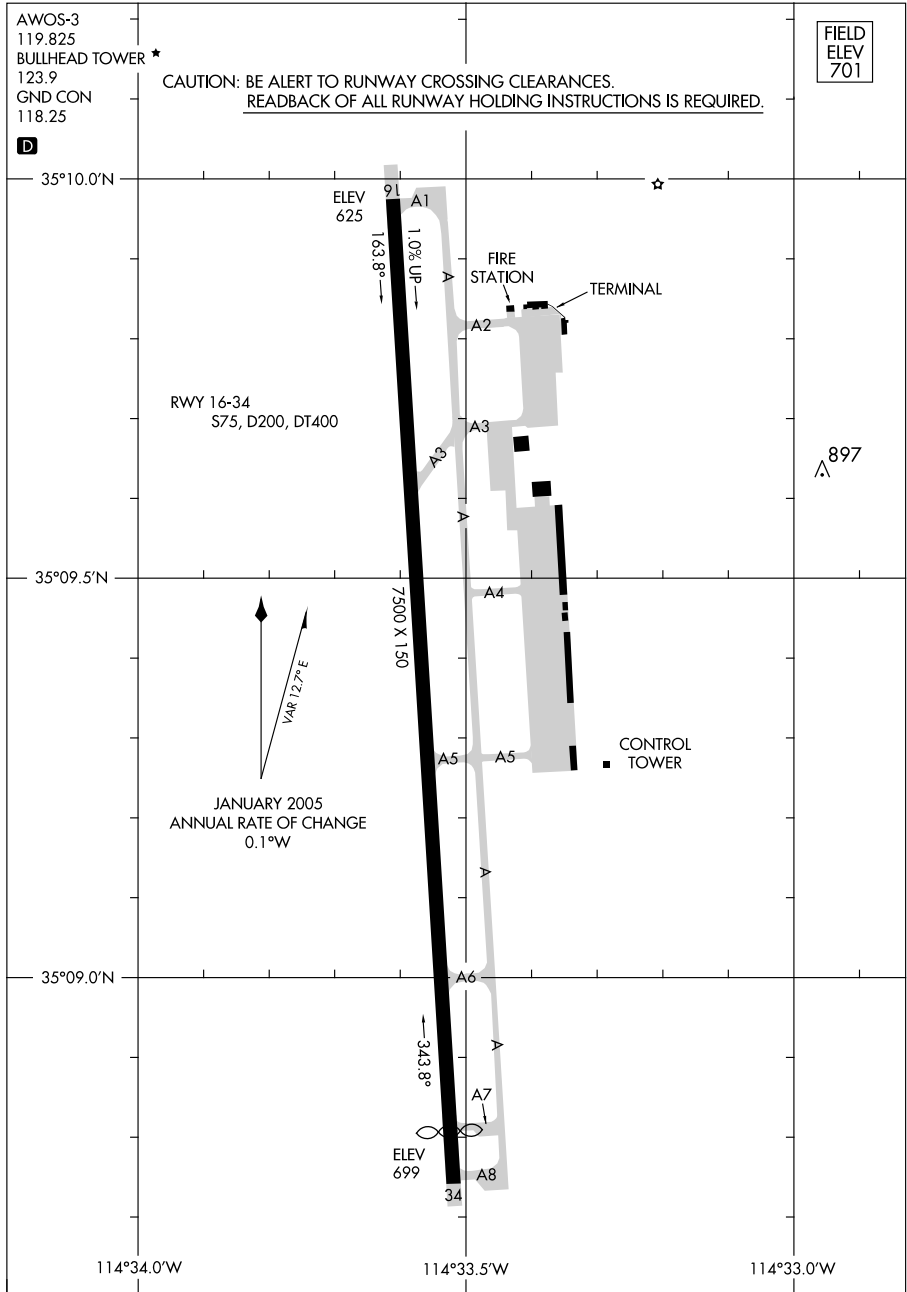 AWOS-3
119.825
BULLHEAD TOWER
123.9
GND CON
118.25
D
CAUTION: BE ALERT TO RUNWAY CROSSING CLEARANCES.
READBACK OF ALL RUNWAY HOLDING INSTRUCTIONS IS REQUIRED.
FIELD
ELEV
701
35°10.0'N
ELEV
625
16
A1
163.8°
1.0% UP
A
FIRE
STATION
TERMINAL
A2
RWY 16-34
S75, D200, DT400
A3
A3
897
A
35°09.5'N
A4
7500 X 150
VAR 12.7° E
A5
A5
CONTROL
TOWER
JANUARY 2005
ANNUAL RATE OF CHANGE
0.1°W
A
35°09.0'N
A6
343.8°
A
A7
ELEV
699
A8
34
114°34.0'W
114°33.5'W
114°33.0'W